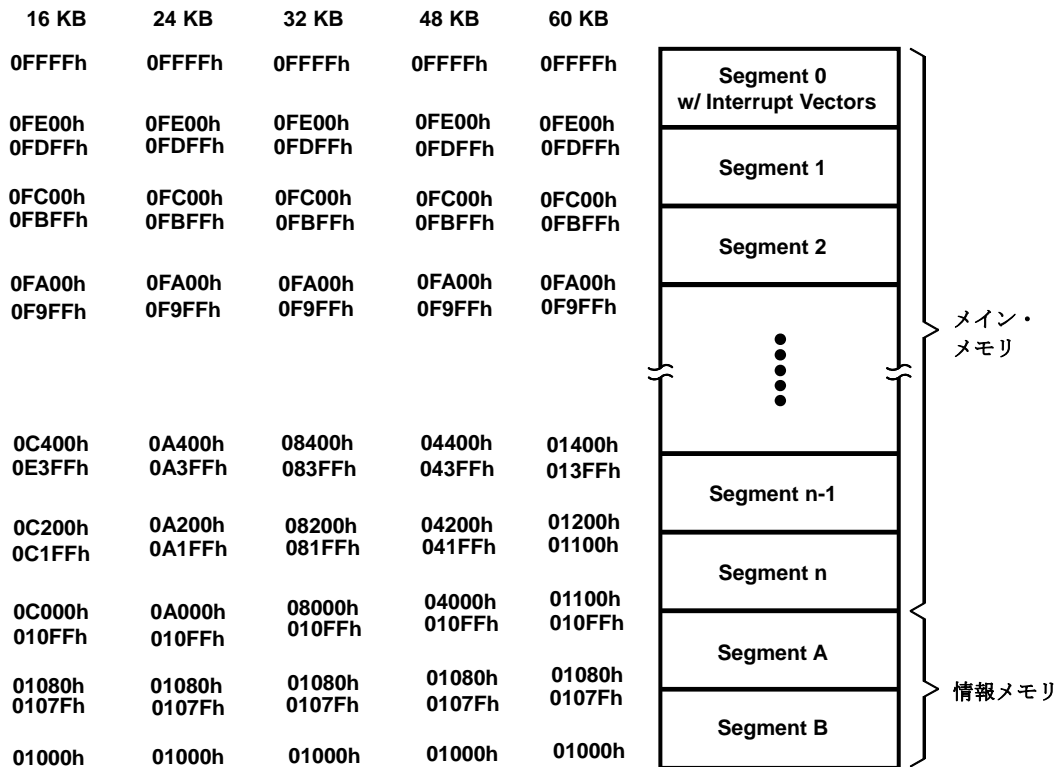 16 KB 24 KB 32 KB 48 KB 60 KB
0FFFFh 0FFFFh 0FFFFh 0FFFFh 0FFFFh
Segment 0
w/ Interrupt Vectors
0FE00h 0FE00h 0FE00h 0FE00h 0FE00h
0FDFFh 0FDFFh 0FDFFh 0FDFFh 0FDFFh
Segment 1
0FC00h 0FC00h 0FC00h 0FC00h 0FC00h
0FBFFh 0FBFFh 0FBFFh 0FBFFh 0FBFFh
Segment 2
0FA00h 0FA00h 0FA00h 0FA00h 0FA00h
0F9FFh 0F9FFh 0F9FFh 0F9FFh 0F9FFh
メイン・
メモリ
0C400h 0A400h 08400h 04400h 01400h
0E3FFh 0A3FFh 083FFh 043FFh 013FFh
Segment n-1
0C200h 0A200h 08200h 04200h 01200h
0C1FFh 0A1FFh 081FFh 041FFh 01100h
Segment n
0C000h 0A000h 08000h 04000h 01100h
010FFh 010FFh 010FFh 010FFh 010FFh
Segment A
01080h 01080h 01080h 01080h 01080h
0107Fh 0107Fh 0107Fh 0107Fh 0107Fh
情報メモリ
Segment B
01000h 01000h 01000h 01000h 01000h